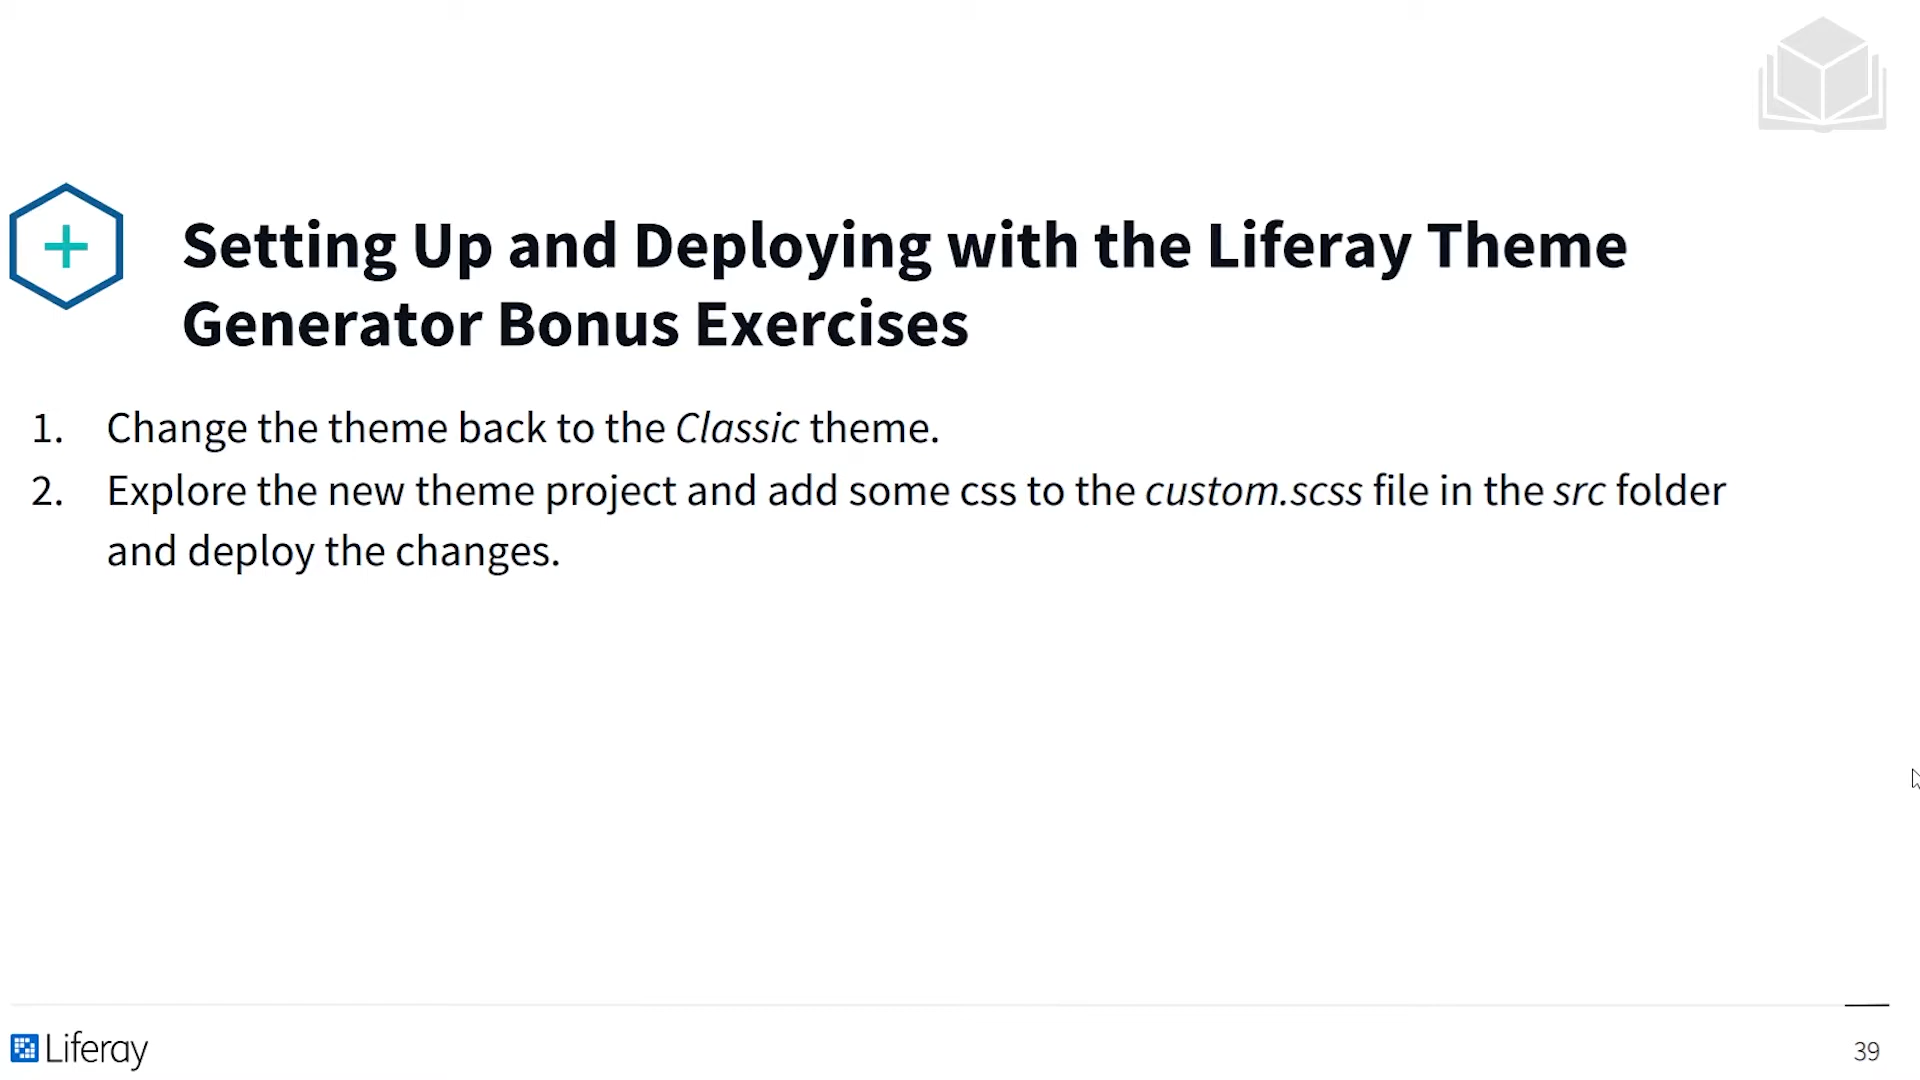 Setting Up and Deploying with the Liferay Theme
Generator Bonus Exercises
1. Change the theme back to the Classic theme.
2. Explore the new theme project and add some css to the custom.scss file in the src folder
and deploy the changes.
Liferay
39